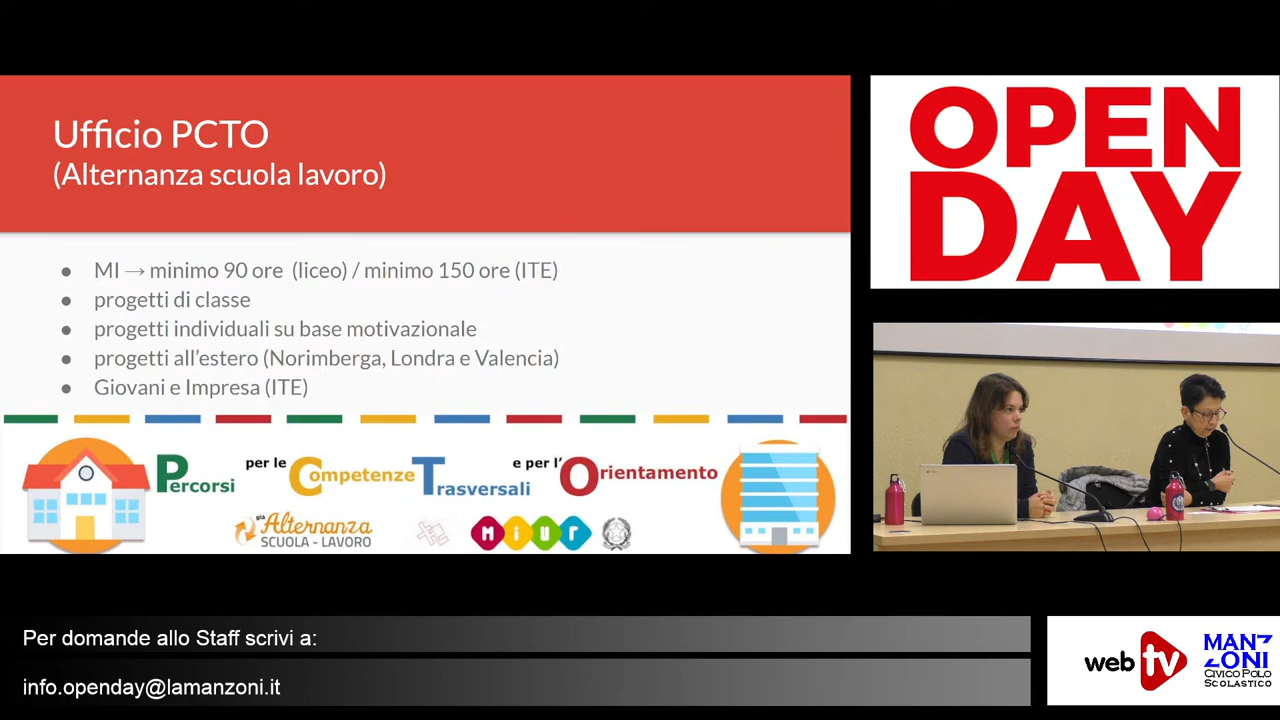 Ufficio PCTO
(Alternanza scuola lavoro)
● MI → minimo 90 ore (liceo) / minimo 150 ore (ITE)
● progetti di classe
● progetti individuali su base motivazionale
● progetti all'estero (Norimberga, Londra e Valencia)
● Giovani e Impresa (ITE)
Percorsi per le Competenze Trasversali e per l'Orientamento
già Alternanza
SCUOLA - LAVORO
miur
OPEN
DAY
Per domande allo Staff scrivi a:
info.openday@lamanzoni.it
web tv
MANZ
ZONI
CIVICO POLO
SCOLASTICO